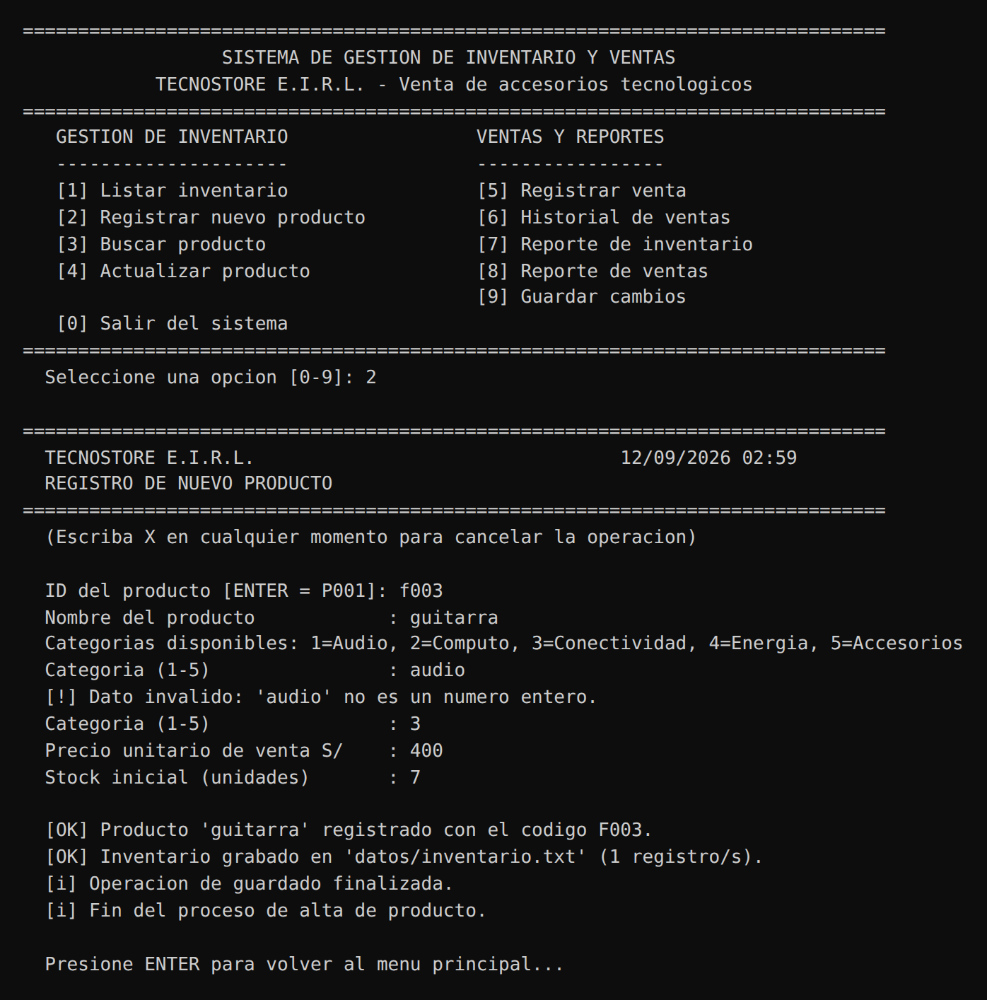 ==============================================================================
SISTEMA DE GESTION DE INVENTARIO Y VENTAS
TECNOSTORE E.I.R.L. - Venta de accesorios tecnologicos
==============================================================================
GESTION DE INVENTARIO                 VENTAS Y REPORTES
---------------------                 -----------------
[1] Listar inventario                 [5] Registrar venta
[2] Registrar nuevo producto          [6] Historial de ventas
[3] Buscar producto                   [7] Reporte de inventario
[4] Actualizar producto               [8] Reporte de ventas
[9] Guardar cambios
[0] Salir del sistema
==============================================================================
Seleccione una opcion [0-9]: 2
==============================================================================
TECNOSTORE E.I.R.L.                                 12/09/2026 02:59
REGISTRO DE NUEVO PRODUCTO
==============================================================================
(Escriba X en cualquier momento para cancelar la operacion)
ID del producto [ENTER = P001]: f003
Nombre del producto            : guitarra
Categorias disponibles: 1=Audio, 2=Computo, 3=Conectividad, 4=Energia, 5=Accesorios
Categoria (1-5)                : audio
[!] Dato invalido: 'audio' no es un numero entero.
Categoria (1-5)                : 3
Precio unitario de venta S/    : 400
Stock inicial (unidades)       : 7
[OK] Producto 'guitarra' registrado con el codigo F003.
[OK] Inventario grabado en 'datos/inventario.txt' (1 registro/s).
[i] Operacion de guardado finalizada.
[i] Fin del proceso de alta de producto.
Presione ENTER para volver al menu principal...